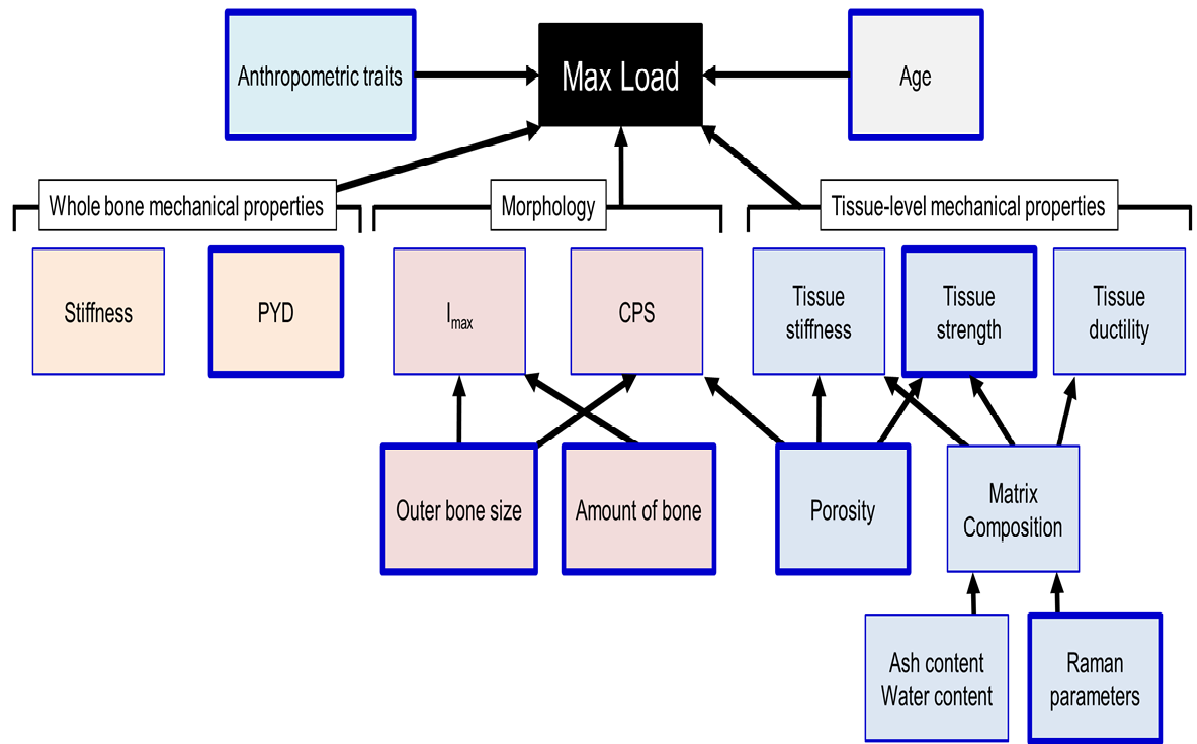 Anthropometric traits
Max Load
Age
Whole bone mechanical properties
Morphology
Tissue-level mechanical properties
Stiffness
PYD
Imax
CPS
Tissue
stiffness
Tissue
strength
Tissue
ductility
Outer bone size
Amount of bone
Porosity
Matrix
Composition
Ash content
Water content
Raman
parameters